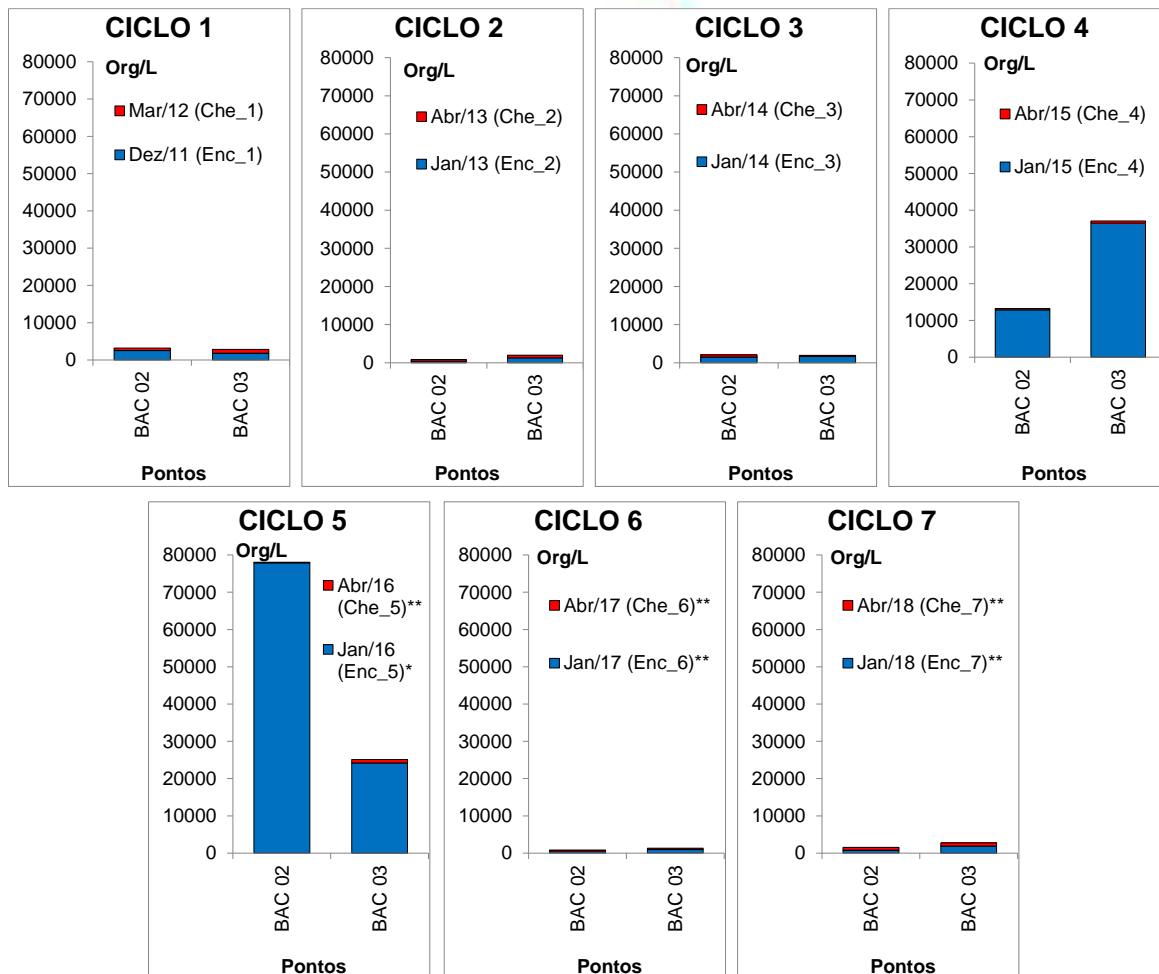 CICLO 1
Org/L
80000
70000
60000
50000
40000
30000
20000
10000
0
Mar/12 (Che_1)
Dez/11 (Enc_1)
BAC 02
BAC 03
Pontos
CICLO 2
Org/L
80000
70000
60000
50000
40000
30000
20000
10000
0
Abr/13 (Che_2)
Jan/13 (Enc_2)
BAC 02
BAC 03
Pontos
CICLO 3
Org/L
80000
70000
60000
50000
40000
30000
20000
10000
0
Abr/14 (Che_3)
Jan/14 (Enc_3)
BAC 02
BAC 03
Pontos
CICLO 4
Org/L
80000
70000
60000
50000
40000
30000
20000
10000
0
Abr/15 (Che_4)
Jan/15 (Enc_4)
BAC 02
BAC 03
Pontos
CICLO 5
Org/L
80000
70000
60000
50000
40000
30000
20000
10000
0
Abr/16
(Che_5)**
Jan/16
(Enc_5)*
BAC 02
BAC 03
Pontos
CICLO 6
Org/L
80000
70000
60000
50000
40000
30000
20000
10000
0
Abr/17 (Che_6)**
Jan/17 (Enc_6)**
BAC 02
BAC 03
Pontos
CICLO 7
Org/L
80000
70000
60000
50000
40000
30000
20000
10000
0
Abr/18 (Che_7)**
Jan/18 (Enc_7)**
BAC 02
BAC 03
Pontos